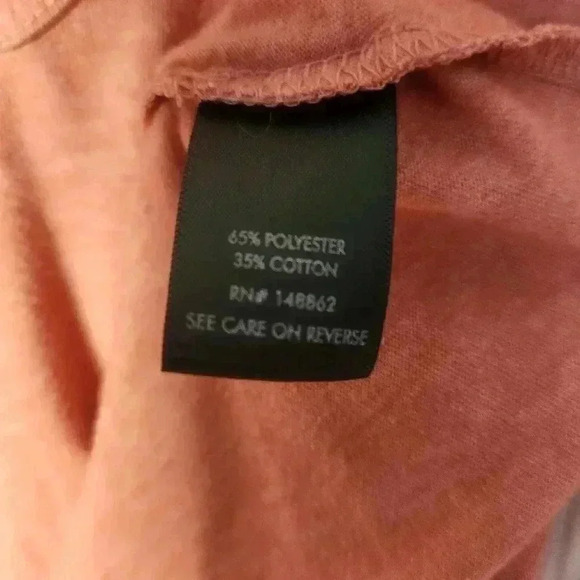 65% POLYESTER
35% COTTON
RN# 148862
SEE CARE ON REVERSE